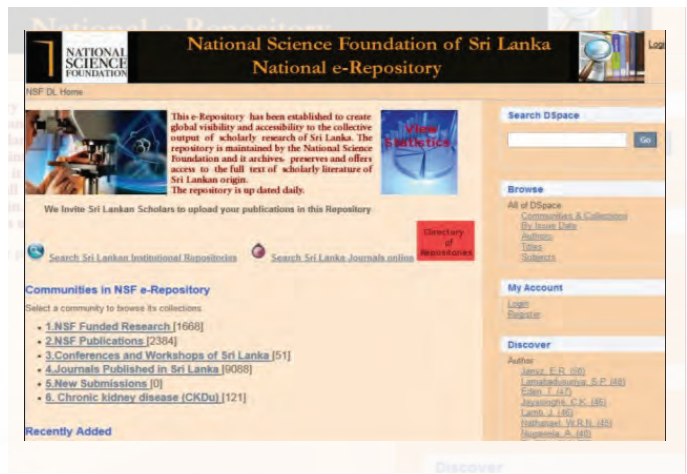 National Science Foundation of Sri Lanka
National e-Repository
NATIONAL
SCIENCE
FOUNDATION
NSF DL Home
This e-Repository has been established to create
global visibility and accessibility to the collective
output of scholarly research of Sri Lanka. The
repository is maintained by the National Science
Foundation and it archives preserves and offers
access to the full text of scholarly literature of
Sri Lankan origin.
The repository is up dated daily.
View
Statistics
We Invite Sri Lankan Scholars to upload your publications in this Repository
Search Sri Lankan Institutional Repositories
Search Sri Lanka Journals online
Directory
of
Repositories
Communities in NSF e-Repository
Select a community to browse its collections.
1.NSF Funded Research [1668]
2.NSF Publications [2384]
3.Conferences and Workshops of Sri Lanka [51]
4.Journals Published in Sri Lanka [9088]
5.New Submissions [0]
6. Chronic kidney disease (CKDu) [121]
Recently Added
Search DSpace
Go
Browse
All of DSpace
Communities & Collections
By Issue Date
Authors
Titles
Subjects
My Account
Login
Register
Discover
Author
Jansz, E.R. (50)
Lamabadusuriya, S.P. (48)
Jayasinghe, C.K. (46)
Lamb, J. (46)
Nathanael, W.R.N. (45)
Discover